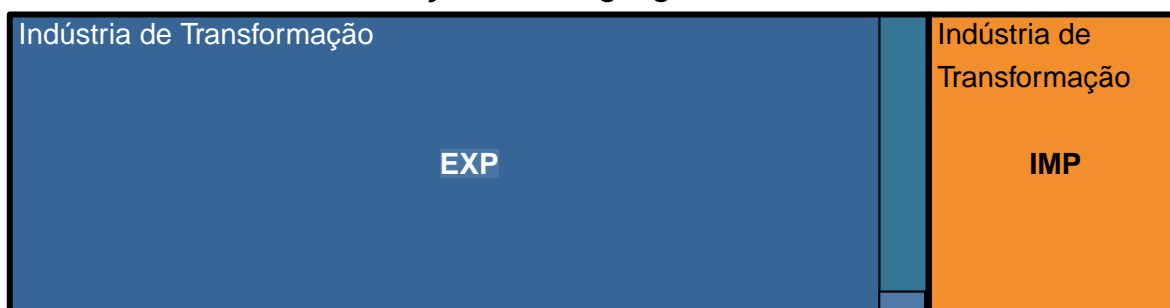 Indústria de Transformação
EXP
Indústria de
Transformação
IMP